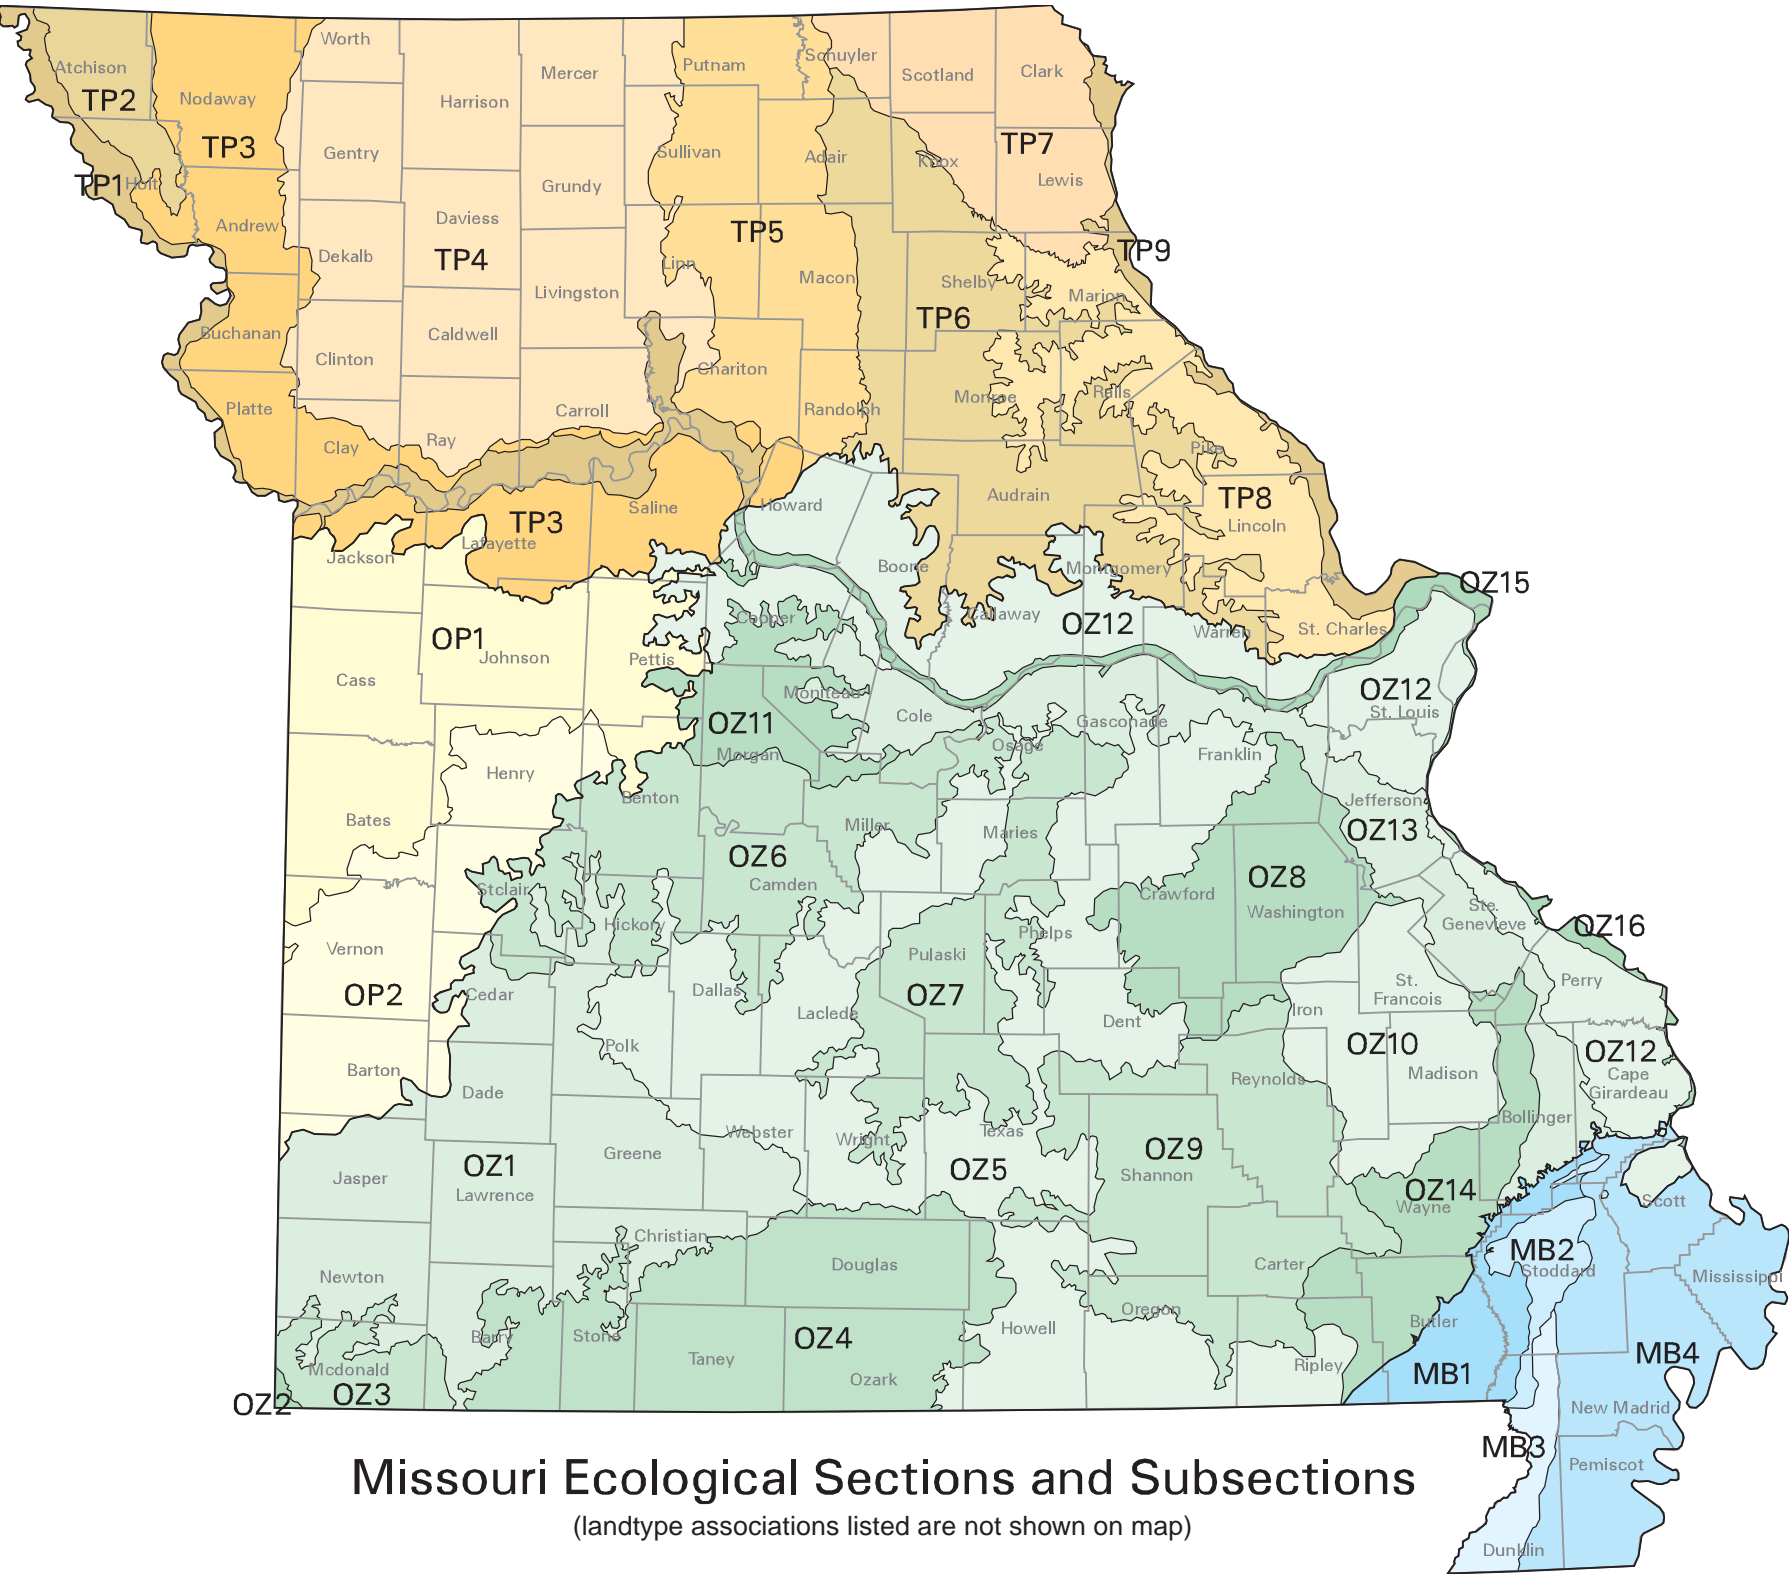 Worth
Atchison
TP2
Nodaway
Harrison
Mercer
Putnam
Schuyler
Scotland
Clark
TP3
Gentry
Sullivan
Adair
Knox
TP7
Lewis
TP1
Holt
Grundy
Andrew
Daviess
TP5
TP9
Dekalb
TP4
Linn
Macon
Shelby
Livingston
Marion
TP6
Buchanan
Caldwell
Clinton
Chariton
Ralls
Monroe
Platte
Carroll
Randolph
Clay
Ray
Pike
Audrain
TP8
Lincoln
Howard
Saline
TP3
Lafayette
Jackson
Boone
Montgomery
OZ15
Callaway
OZ12
Cooper
Warren
St. Charles
OP1
Johnson
Pettis
Cass
Moniteau
OZ12
St. Louis
OZ11
Cole
Gasconade
Osage
Morgan
Franklin
Henry
Benton
Jefferson
Bates
Miller
Maries
OZ13
OZ6
Camden
OZ8
Stclair
Crawford
Washington
Ste.
Genevieve
Hickory
Phelps
OZ16
Vernon
Pulaski
Perry
OP2
Cedar
Dallas
OZ7
St.
Francois
Laclede
Dent
Iron
Polk
OZ10
OZ12
Barton
Dade
Reynolds
Madison
Cape
Girardeau
Bollinger
Webster
Wright
Texas
Greene
OZ9
Shannon
Jasper
OZ1
Lawrence
OZ5
OZ14
Wayne
Scott
Christian
Douglas
Carter
MB2
Stoddard
Newton
Mississippi
Oregon
Barry
Stone
OZ4
Howell
Butler
Taney
Ozark
Ripley
MB1
MB4
Mcdonald
OZ2
OZ3
New Madrid
MB3
Pemiscot
Dunklin
Missouri Ecological Sections and Subsections
(landtype associations listed are not shown on map)